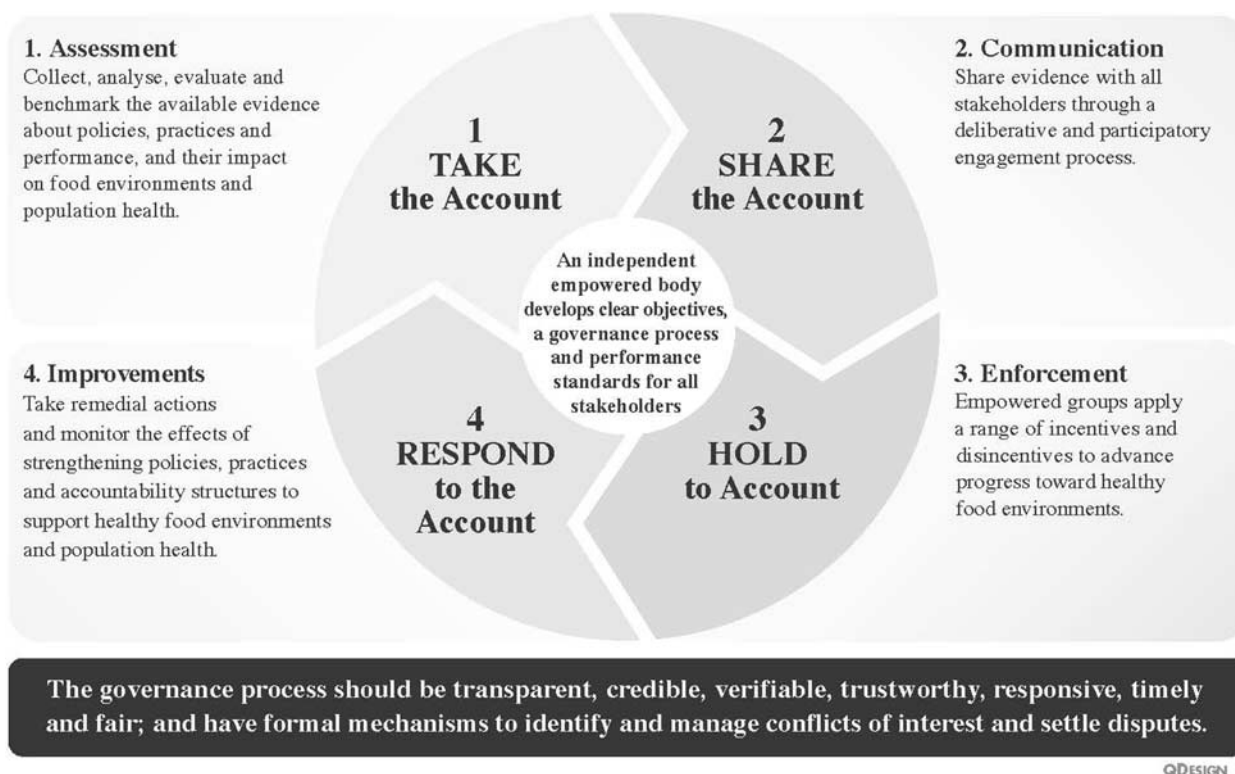 1. Assessment
Collect, analyse, evaluate and
benchmark the available evidence
about policies, practices and
performance, and their impact
on food environments and
population health.
1
TAKE
the Account
2
SHARE
the Account
2. Communication
Share evidence with all
stakeholders through a
deliberative and participatory
engagement process.
An independent
empowered body
develops clear objectives,
a governance process
and performance
standards for all
stakeholders
3
HOLD
to Account
3. Enforcement
Empowered groups apply
a range of incentives and
disincentives to advance
progress toward healthy
food environments.
4
RESPOND
to the
Account
4. Improvements
Take remedial actions
and monitor the effects of
strengthening policies, practices
and accountability structures to
support healthy food environments
and population health.
The governance process should be transparent, credible, verifiable, trustworthy, responsive, timely
and fair; and have formal mechanisms to identify and manage conflicts of interest and settle disputes.
QDESIGN